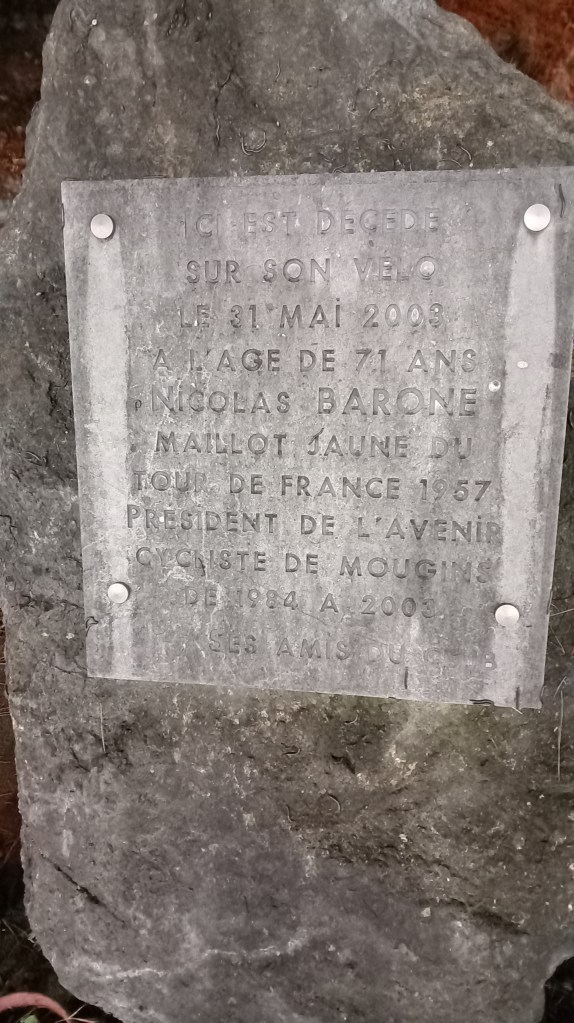 ICI EST DECEDE
SUR SON VELO
LE 31 MAI 2003
A L'AGE DE 71 ANS
NICOLAS BARONE
MAILLOT JAUNE DU
TOUR DE FRANCE 1957
PRESIDENT DE L'AVENIR
CYCLISTE DE MOUGINS
DE 1984 A 2003
SES AMIS DU